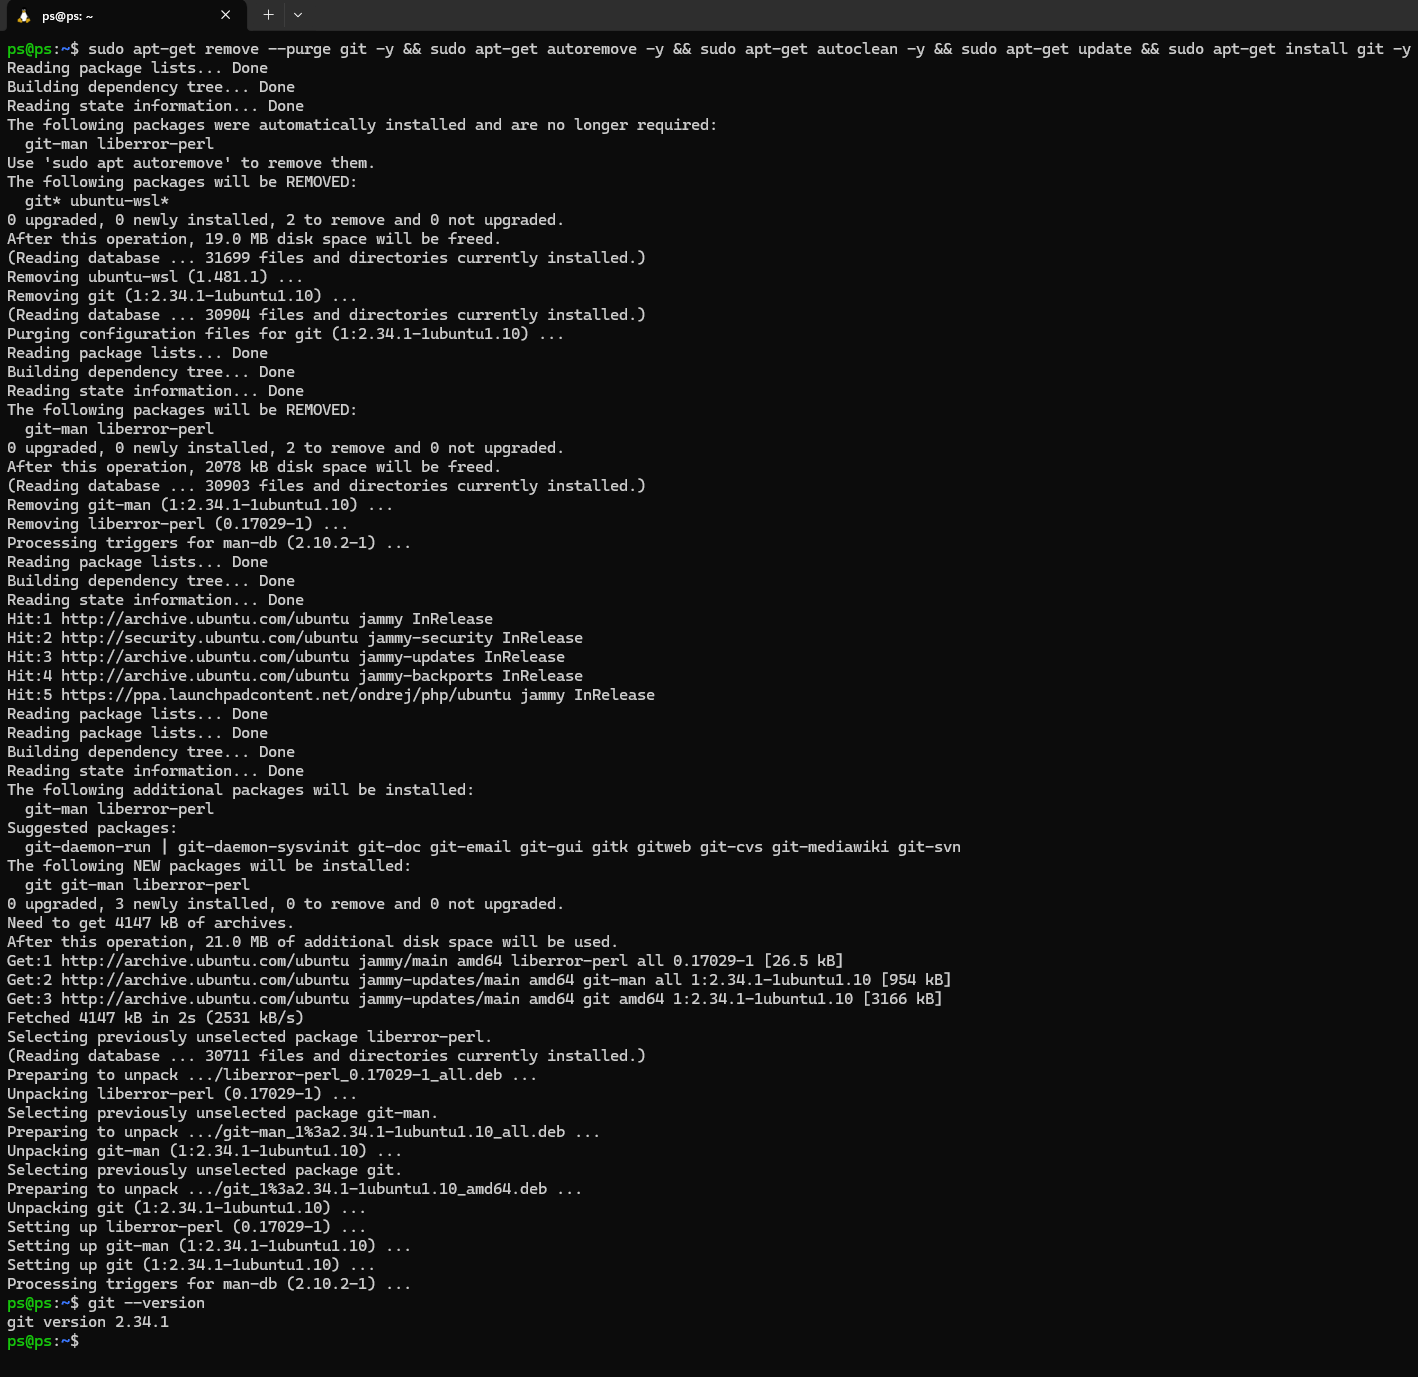 ps@ps: ~
ps@ps:~$ sudo apt-get remove --purge git -y && sudo apt-get autoremove -y && sudo apt-get autoclean -y && sudo apt-get update && sudo apt-get install git -y
Reading package lists... Done
Building dependency tree... Done
Reading state information... Done
The following packages were automatically installed and are no longer required:
  git-man liberror-perl
Use 'sudo apt autoremove' to remove them.
The following packages will be REMOVED:
  git* ubuntu-wsl*
0 upgraded, 0 newly installed, 2 to remove and 0 not upgraded.
After this operation, 19.0 MB disk space will be freed.
(Reading database ... 31699 files and directories currently installed.)
Removing ubuntu-wsl (1.481.1) ...
Removing git (1:2.34.1-1ubuntu1.10) ...
(Reading database ... 30904 files and directories currently installed.)
Purging configuration files for git (1:2.34.1-1ubuntu1.10) ...
Reading package lists... Done
Building dependency tree... Done
Reading state information... Done
The following packages will be REMOVED:
  git-man liberror-perl
0 upgraded, 0 newly installed, 2 to remove and 0 not upgraded.
After this operation, 2078 kB disk space will be freed.
(Reading database ... 30903 files and directories currently installed.)
Removing git-man (1:2.34.1-1ubuntu1.10) ...
Removing liberror-perl (0.17029-1) ...
Processing triggers for man-db (2.10.2-1) ...
Reading package lists... Done
Building dependency tree... Done
Reading state information... Done
Hit:1 http://archive.ubuntu.com/ubuntu jammy InRelease
Hit:2 http://security.ubuntu.com/ubuntu jammy-security InRelease
Hit:3 http://archive.ubuntu.com/ubuntu jammy-updates InRelease
Hit:4 http://archive.ubuntu.com/ubuntu jammy-backports InRelease
Hit:5 https://ppa.launchpadcontent.net/ondrej/php/ubuntu jammy InRelease
Reading package lists... Done
Reading package lists... Done
Building dependency tree... Done
Reading state information... Done
The following additional packages will be installed:
  git-man liberror-perl
Suggested packages:
  git-daemon-run | git-daemon-sysvinit git-doc git-email git-gui gitk gitweb git-cvs git-mediawiki git-svn
The following NEW packages will be installed:
  git git-man liberror-perl
0 upgraded, 3 newly installed, 0 to remove and 0 not upgraded.
Need to get 4147 kB of archives.
After this operation, 21.0 MB of additional disk space will be used.
Get:1 http://archive.ubuntu.com/ubuntu jammy/main amd64 liberror-perl all 0.17029-1 [26.5 kB]
Get:2 http://archive.ubuntu.com/ubuntu jammy-updates/main amd64 git-man all 1:2.34.1-1ubuntu1.10 [954 kB]
Get:3 http://archive.ubuntu.com/ubuntu jammy-updates/main amd64 git amd64 1:2.34.1-1ubuntu1.10 [3166 kB]
Fetched 4147 kB in 2s (2531 kB/s)
Selecting previously unselected package liberror-perl.
(Reading database ... 30711 files and directories currently installed.)
Preparing to unpack .../liberror-perl_0.17029-1_all.deb ...
Unpacking liberror-perl (0.17029-1) ...
Selecting previously unselected package git-man.
Preparing to unpack .../git-man_1%3a2.34.1-1ubuntu1.10_all.deb ...
Unpacking git-man (1:2.34.1-1ubuntu1.10) ...
Selecting previously unselected package git.
Preparing to unpack .../git_1%3a2.34.1-1ubuntu1.10_amd64.deb ...
Unpacking git (1:2.34.1-1ubuntu1.10) ...
Setting up liberror-perl (0.17029-1) ...
Setting up git-man (1:2.34.1-1ubuntu1.10) ...
Setting up git (1:2.34.1-1ubuntu1.10) ...
Processing triggers for man-db (2.10.2-1) ...
ps@ps:~$ git --version
git version 2.34.1
ps@ps:~$